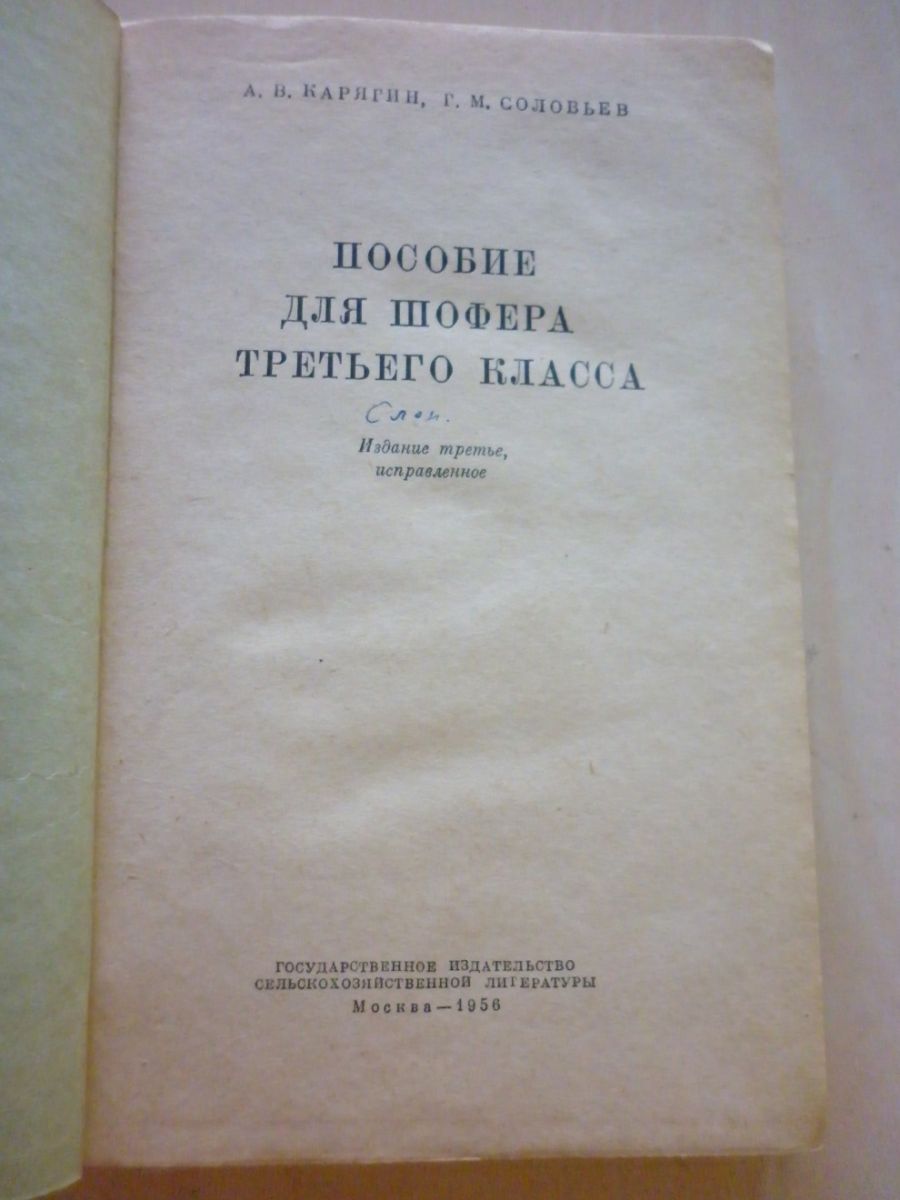 А. В. КАРЯГИН, Г. М. СОЛОВЬЕВ
ПОСОБИЕ
ДЛЯ ШОФЕРА
ТРЕТЬЕГО КЛАССА
Издание третье,
исправленное
ГОСУДАРСТВЕННОЕ ИЗДАТЕЛЬСТВО
СЕЛЬСКОХОЗЯЙСТВЕННОЙ ЛИТЕРАТУРЫ
Москва—1956